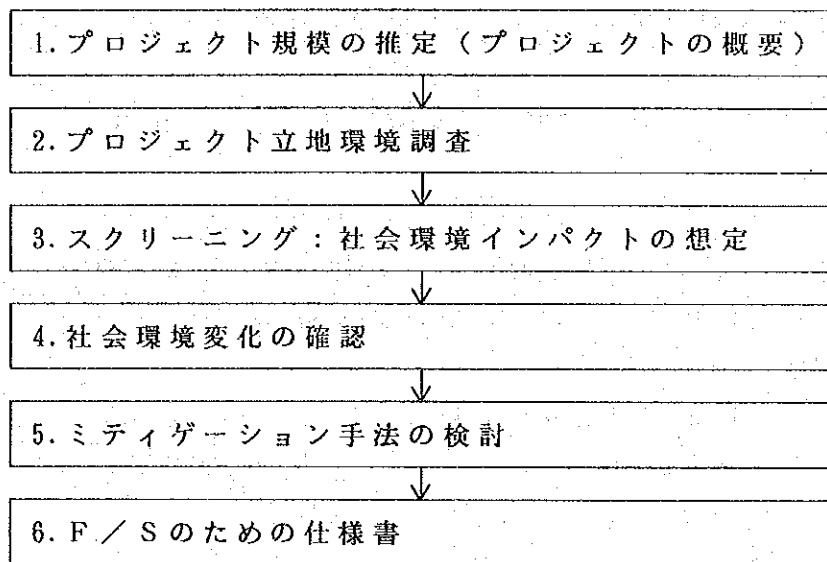 1.プロジェクト規模の推定(プロジェクトの概要)
2.プロジェクト立地環境調査
3.スクリーニング:社会環境インパクトの想定
4.社会環境変化の確認
5.ミティゲーション手法の検討
6.F/Sのための仕様書